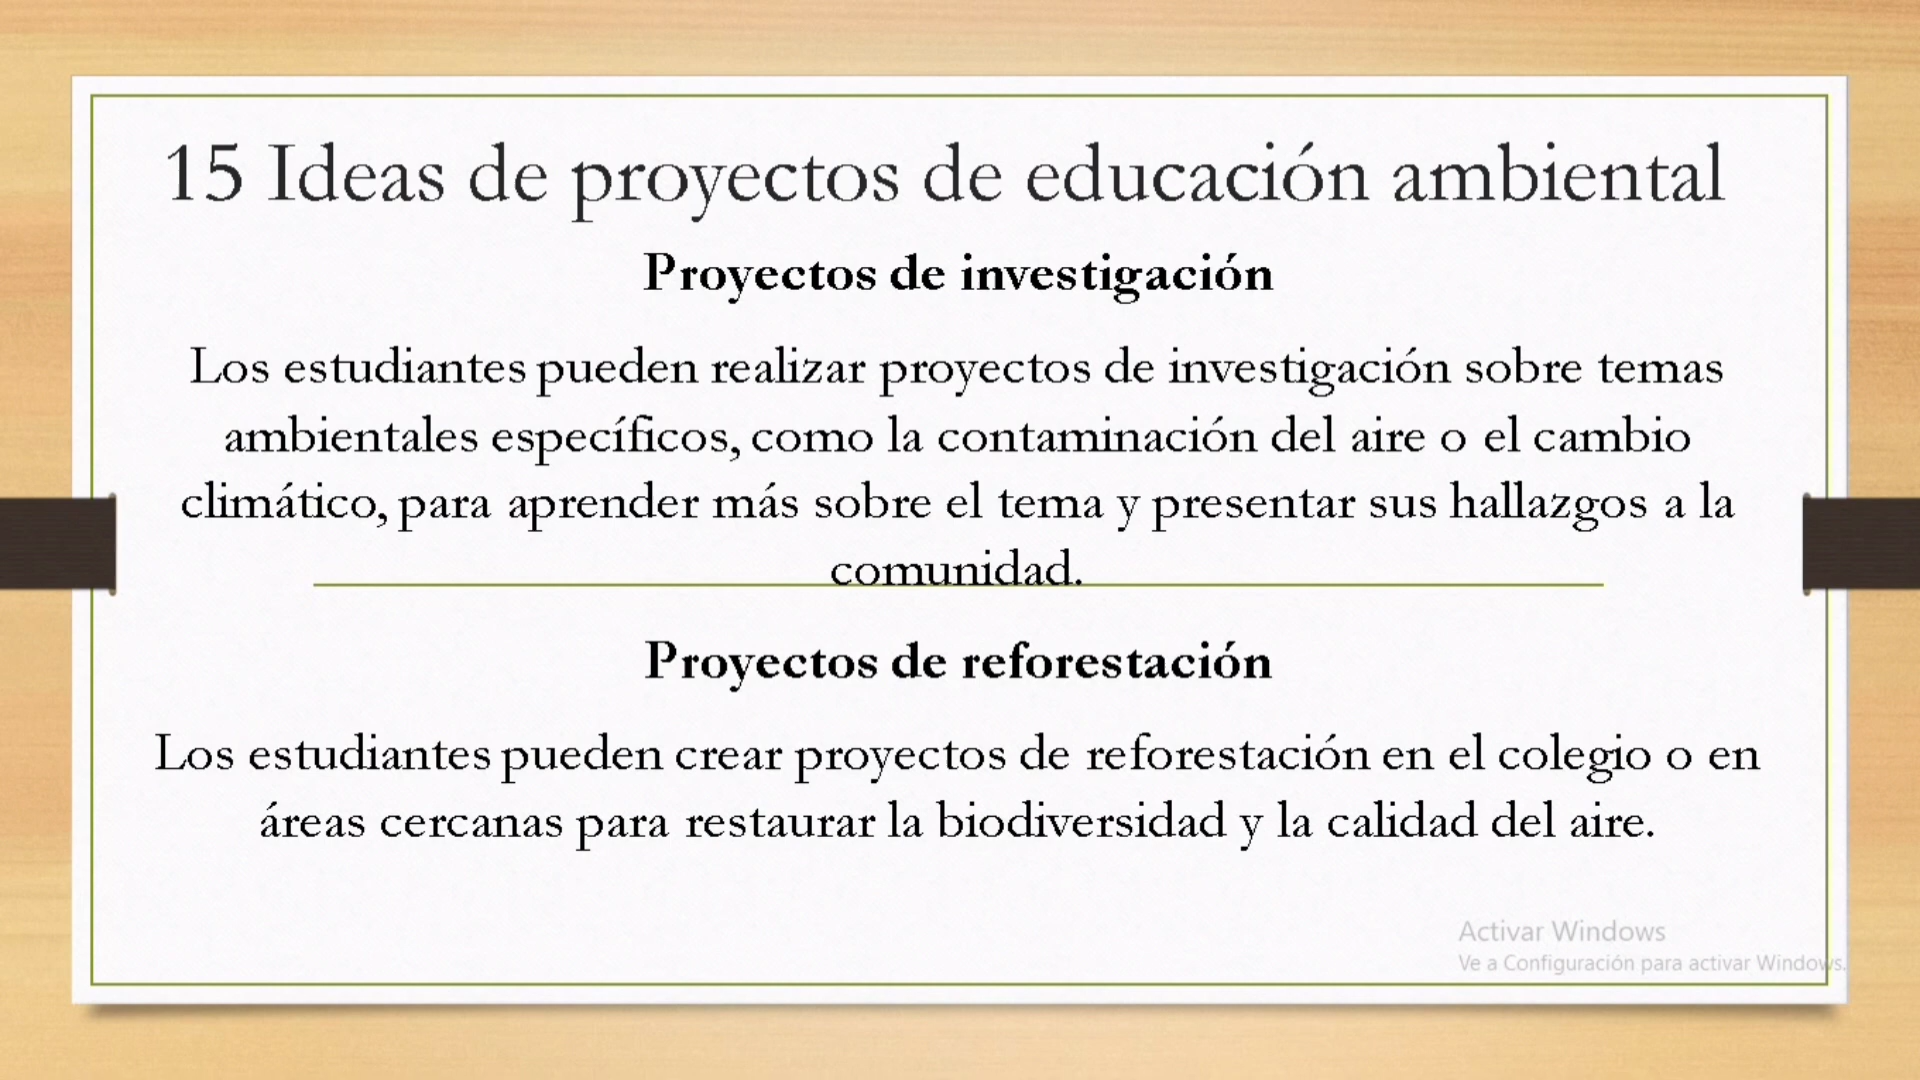 15 Ideas de proyectos de educación ambiental
Proyectos de investigación
Los estudiantes pueden realizar proyectos de investigación sobre temas
ambientales específicos, como la contaminación del aire o el cambio
climático, para aprender más sobre el tema y presentar sus hallazgos a la
comunidad.
Proyectos de reforestación
Los estudiantes pueden crear proyectos de reforestación en el colegio o en
áreas cercanas para restaurar la biodiversidad y la calidad del aire.
Activar Windows
Ve a Configuración para activar Windows.